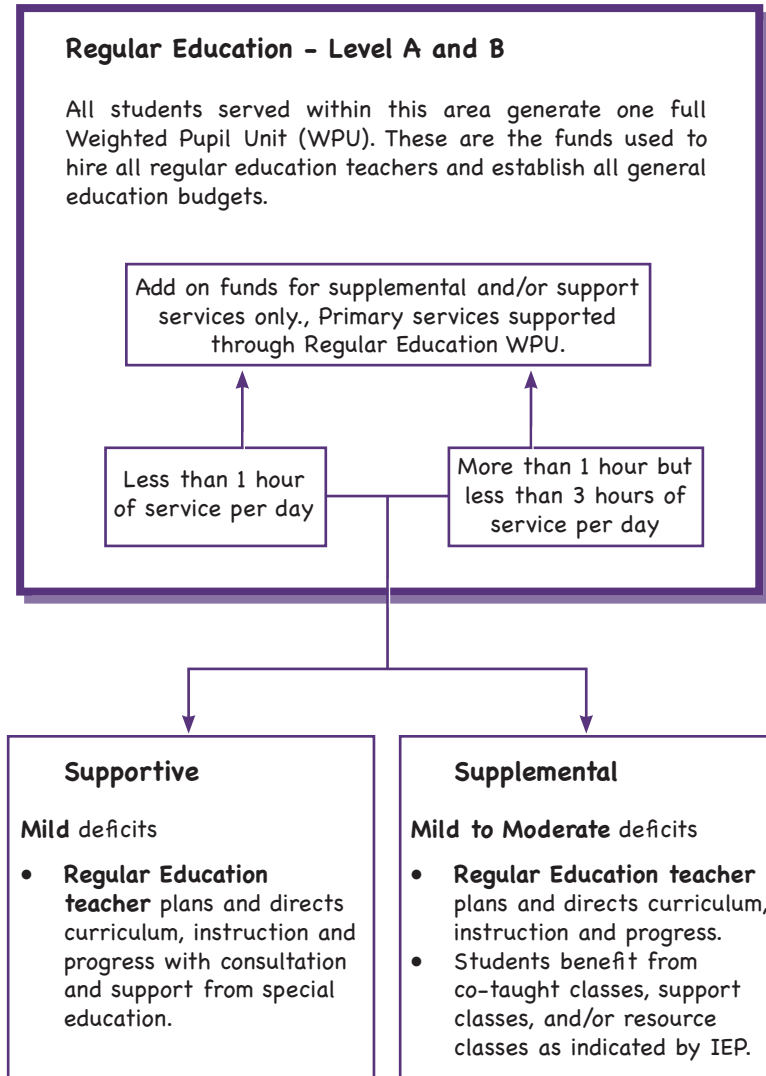 Regular Education - Level A and B
All students served within this area generate one full
Weighted Pupil Unit (WPU). These are the funds used to
hire all regular education teachers and establish all general
education budgets.
Add on funds for supplemental and/or support
services only., Primary services supported
through Regular Education WPU.
Less than 1 hour
of service per day
More than 1 hour but
less than 3 hours of
service per day
Supportive
Mild deficits
• Regular Education
teacher plans and directs
curriculum, instruction and
progress with consultation
and support from special
education.
Supplemental
Mild to Moderate deficits
• Regular Education teacher
plans and directs curriculum,
instruction and progress.
• Students benefit from
co-taught classes, support
classes, and/or resource
classes as indicated by IEP.